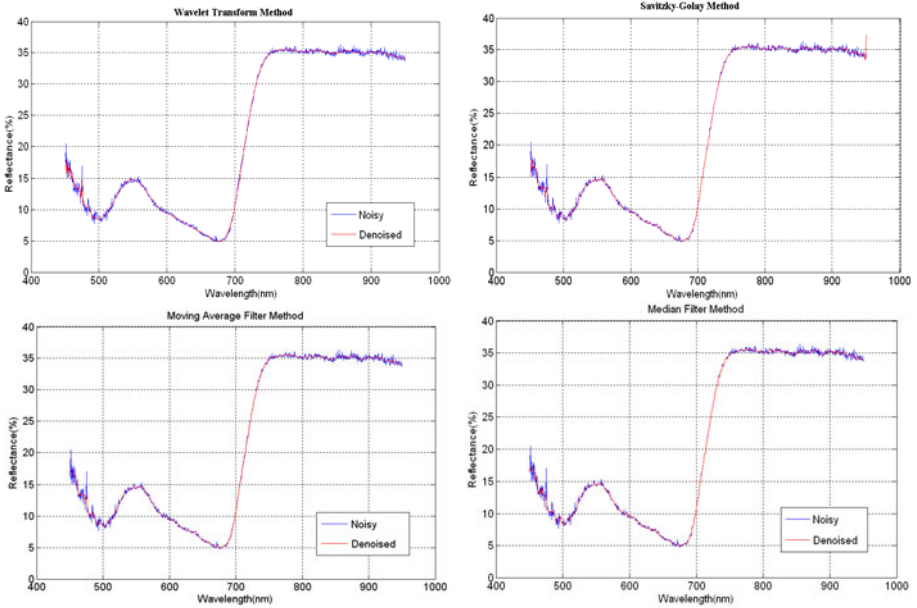 Wavelet Transform Method
40
35
30
25
20
15
10
5
0
Reflectance(%)
Noisy
Denoised
400 500 600 700 800 900 1000
Wavelength(nm)
Savitzky-Golay Method
40
35
30
25
20
15
10
5
0
Reflectance(%)
Noisy
Denoised
400 500 600 700 800 900 1000
Wavelength(nm)
Moving Average Filter Method
40
35
30
25
20
15
10
5
0
Reflectance(%)
Noisy
Denoised
400 500 600 700 800 900 1000
Wavelength(nm)
Median Filter Method
40
35
30
25
20
15
10
5
0
Reflectance(%)
Noisy
Denoised
400 500 600 700 800 900 1000
Wavelength(nm)